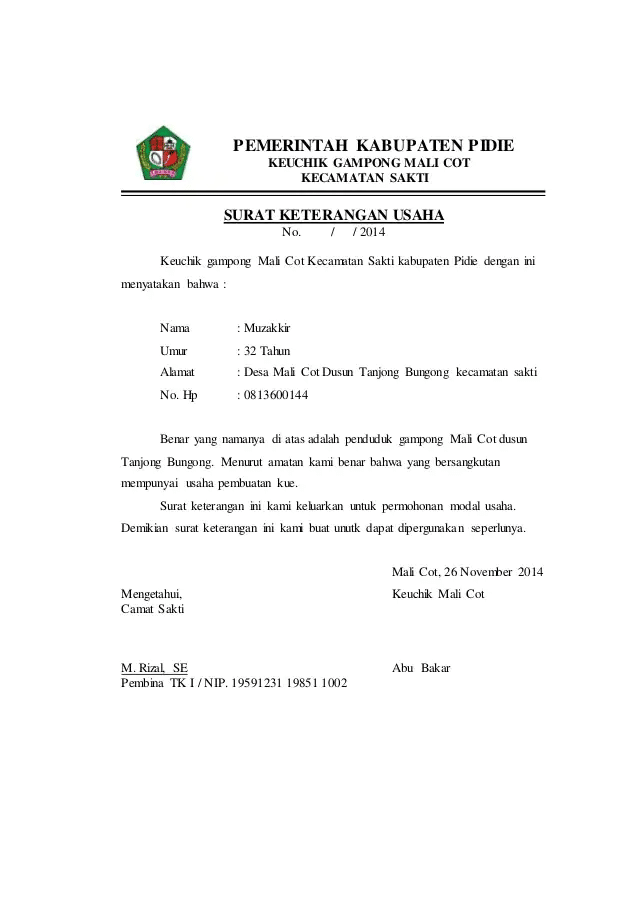 PEMERINTAH KABUPATEN PIDIE
KEUCHIK GAMPONG MALI COT
KECAMATAN SAKTI
SURAT KETERANGAN USAHA
No. / / 2014
Keuchik gampong Mali Cot Kecamatan Sakti kabupaten Pidie dengan ini
menyatakan bahwa :
Nama : Muzakkir
Umur : 32 Tahun
Alamat : Desa Mali Cot Dusun Tanjong Bungong kecamatan sakti
No. Hp : 0813600144
Benar yang namanya di atas adalah penduduk gampong Mali Cot dusun
Tanjong Bungong. Menurut amatan kami benar bahwa yang bersangkutan
mempunyai usaha pembuatan kue.
Surat keterangan ini kami keluarkan untuk permohonan modal usaha.
Demikian surat keterangan ini kami buat unutk dapat dipergunakan seperlunya.
Mali Cot, 26 November 2014
Mengetahui, Keuchik Mali Cot
Camat Sakti
M. Rizal, SE Abu Bakar
Pembina TK I / NIP. 19591231 19851 1002